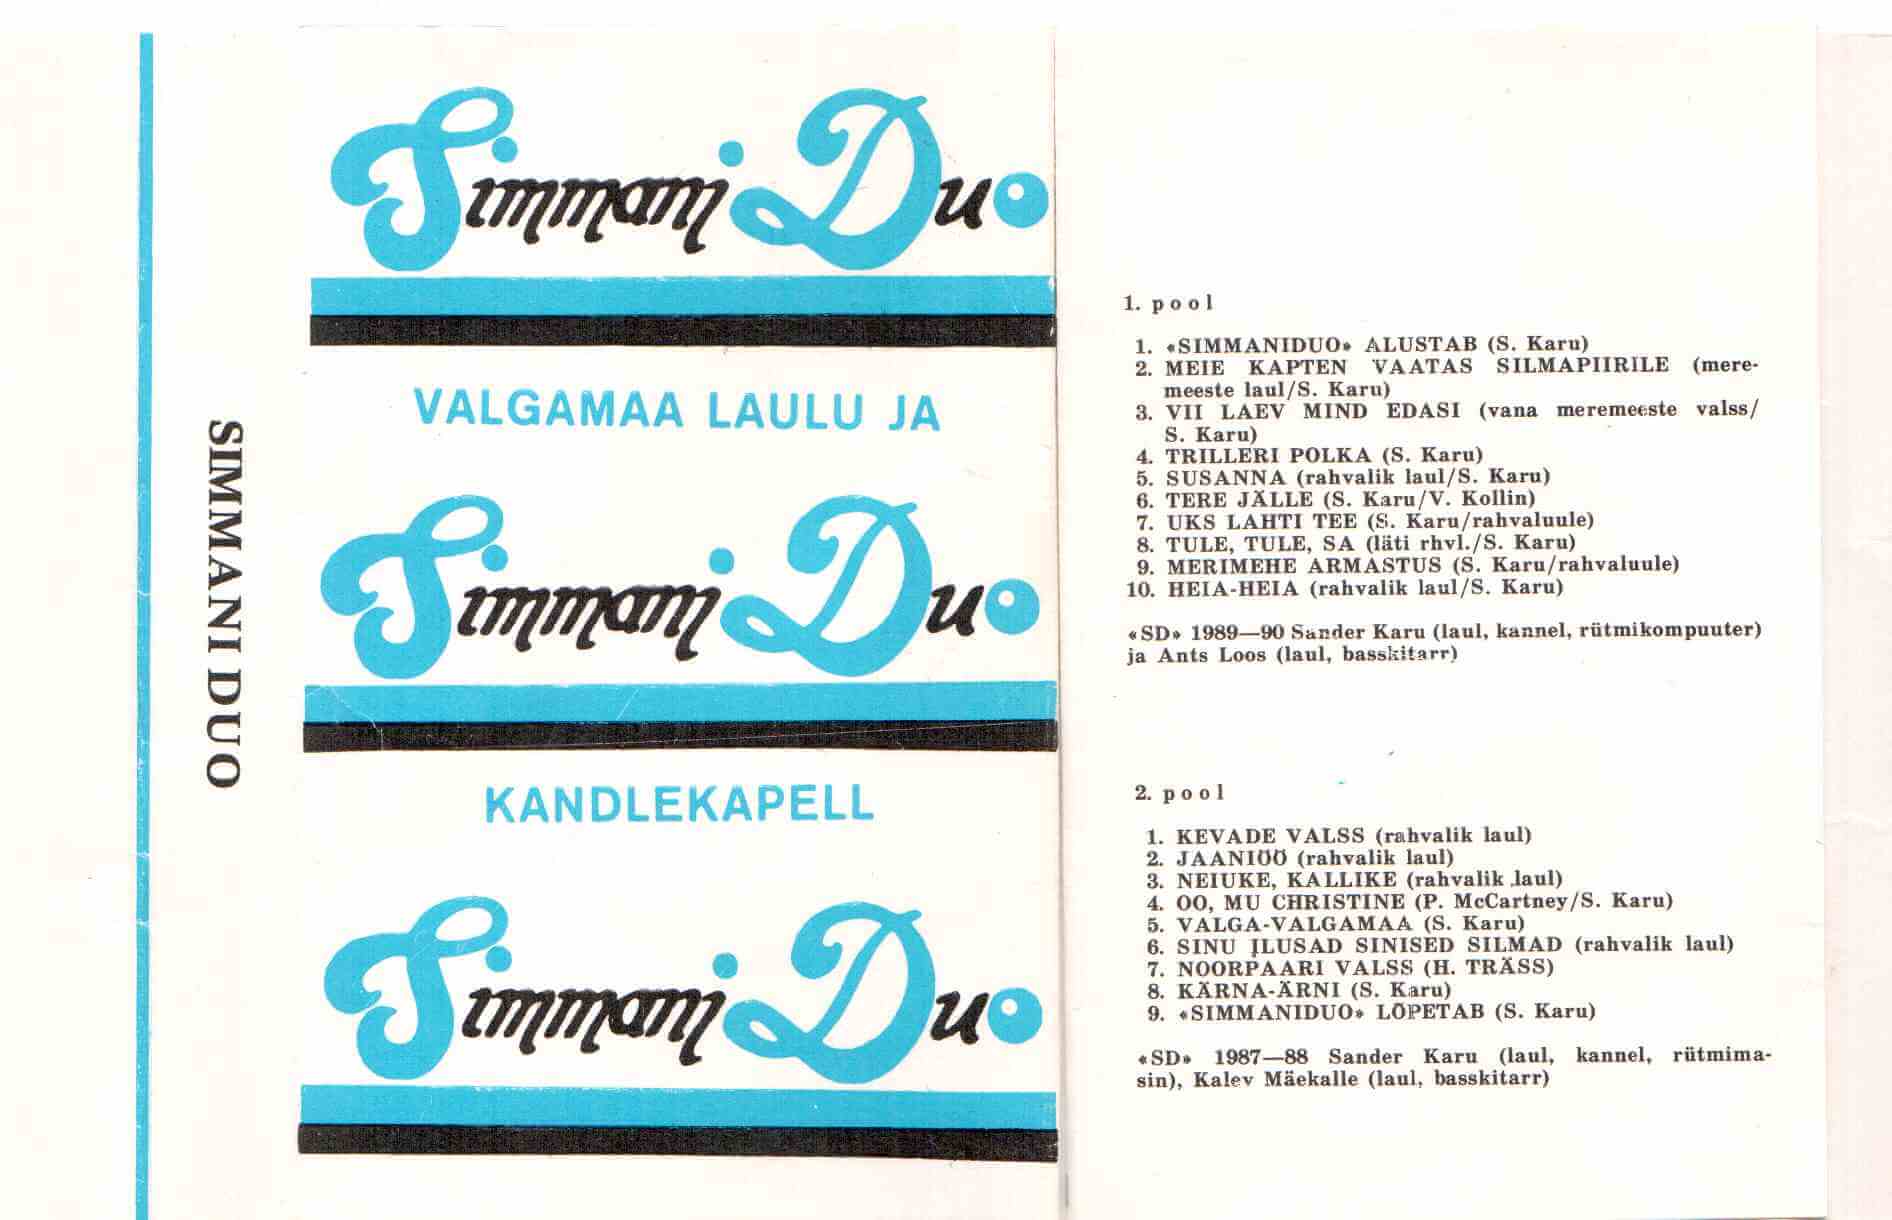 SIMMANI DUO
Simmani Duo
VALGAMAA LAULU JA
Simmani Duo
KANDLEKAPELL
Simmani Duo
1. pool
1. «SIMMANIDUO» ALUSTAB (S. Karu)
2. MEIE KAPTEN VAATAS SILMAPIIRILE (mere-
meeste laul/S. Karu)
3. VII LAEV MIND EDASI (vana meremeeste valss/
S. Karu)
4. TRILLERI POLKA (S. Karu)
5. SUSANNA (rahvalik laul/S. Karu)
6. TERE JÄLLE (S. Karu/V. Kollin)
7. UKS LAHTI TEE (S. Karu/rahvaluule)
8. TULE, TULE, SA (läti rhvl./S. Karu)
9. MERIMEHE ARMASTUS (S. Karu/rahvaluule)
10. HEIA-HEIA (rahvalik laul/S. Karu)
«SD» 1989—90 Sander Karu (laul, kannel, rütmikompuuter)
ja Ants Loos (laul, basskitarr)
2. pool
1. KEVADE VALSS (rahvalik laul)
2. JAANIÖÖ (rahvalik laul)
3. NEIUKE, KALLIKE (rahvalik laul)
4. OO, MU CHRISTINE (P. McCartney/S. Karu)
5. VALGA-VALGAMAA (S. Karu)
6. SINU ILUSAD SINISED SILMAD (rahvalik laul)
7. NOORPAARI VALSS (H. TRÄSS)
8. KÄRNA-ÄRNI (S. Karu)
9. «SIMMANIDUO» LÕPETAB (S. Karu)
«SD» 1987—88 Sander Karu (laul, kannel, rütmima-
sin), Kalev Mäekalle (laul, basskitarr)